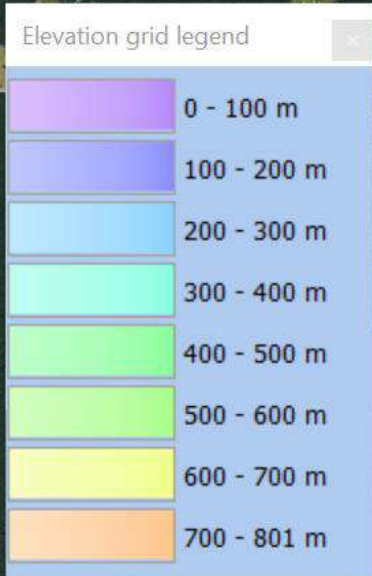 Elevation grid legend
0 - 100 m
100 - 200 m
200 - 300 m
300 - 400 m
400 - 500 m
500 - 600 m
600 - 700 m
700 - 801 m